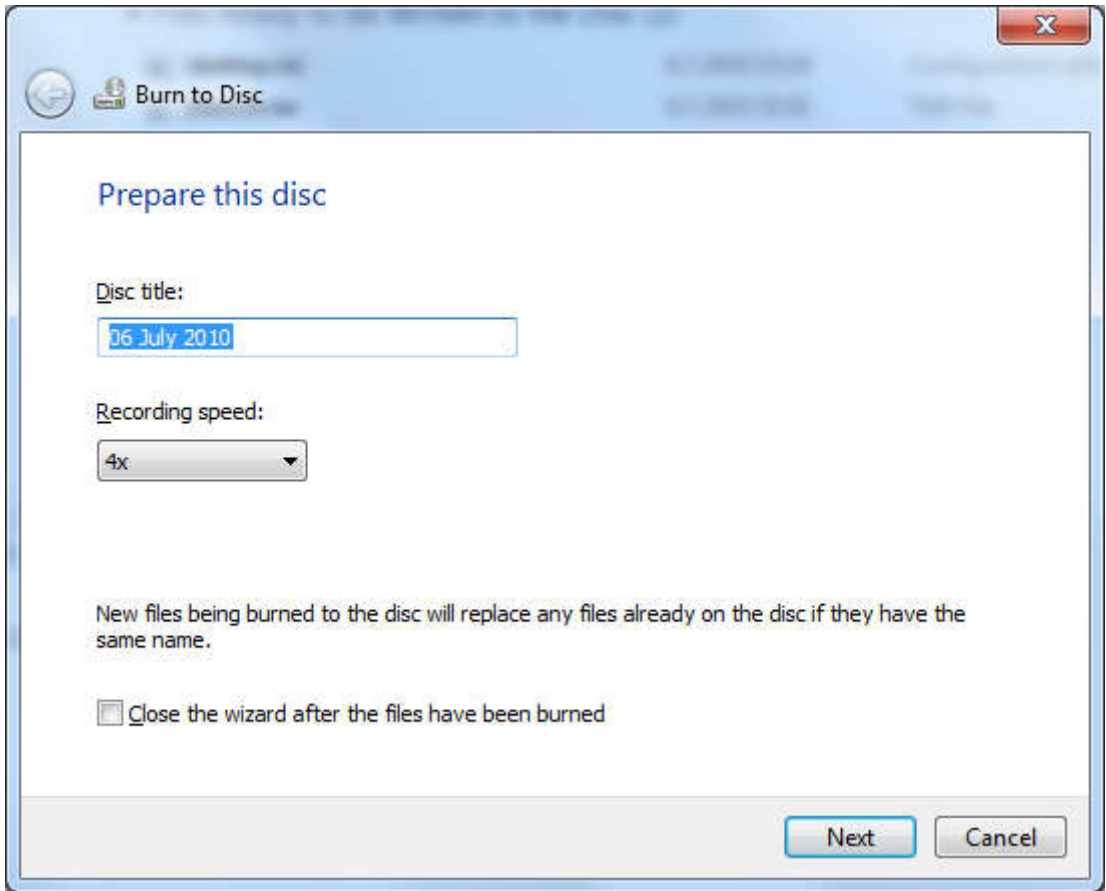 Burn to Disc
Prepare this disc
Disc title:
06 July 2010
Recording speed:
4x
New files being burned to the disc will replace any files already on the disc if they have the
same name.
Close the wizard after the files have been burned
Next Cancel